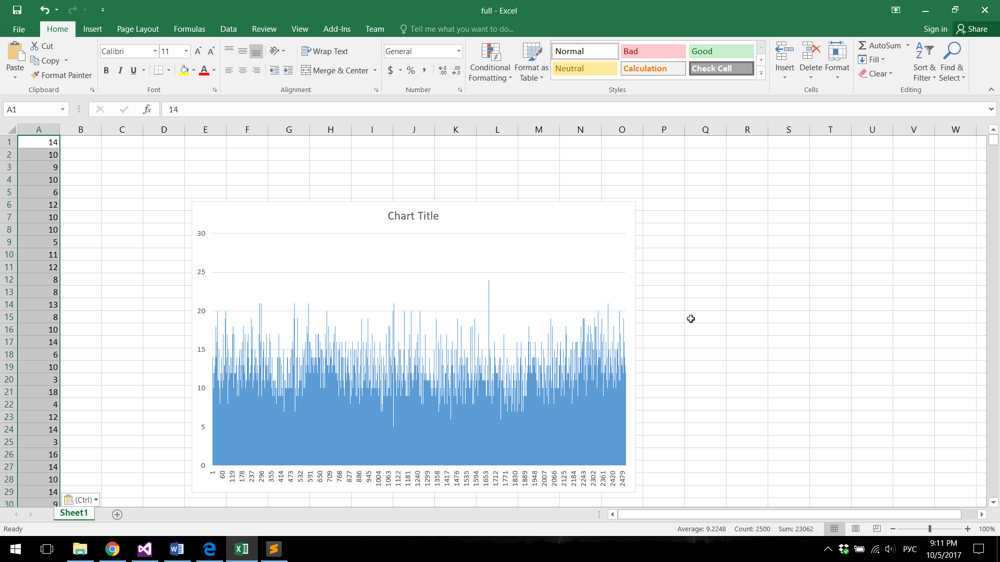 full - Excel
File Home Insert Page Layout Formulas Data Review View Add-Ins Team Tell me what you want to do... Sign in Share
Paste
Cut
Copy
Format Painter
Clipboard
Calibri 11
B I U
Font
Wrap Text
Merge & Center
Alignment
General
$ % ,
Number
Conditional Formatting
Format as Table
Normal Bad Good
Neutral Calculation Check Cell
Styles
Insert Delete Format
Cells
AutoSum
Fill
Clear
Sort & Filter
Find & Select
Editing
A1 fx 14
A B C D E F G H I J K L M N O P Q R S T U V W
1 14
2 10
3 9
4 10
5 6
6 12
7 10
8 10
9 5
10 11
11 12
12 8
13 8
14 13
15 8
16 10
17 14
18 6
19 10
20 3
21 18
22 4
23 12
24 14
25 3
26 16
27 14
28 10
29 14
30 9
(Ctrl)
Chart Title
30
25
20
15
10
5
0
1 60 119 178 237 296 355 414 473 532 591 650 709 768 827 886 945 1004 1063 1122 1181 1240 1299 1358 1417 1476 1535 1594 1653 1712 1771 1830 1889 1948 2007 2066 2125 2184 2243 2302 2361 2420 2479
Sheet1
Ready Average: 9.2248 Count: 2500 Sum: 23062 100%
РУС
9:11 PM
10/5/2017